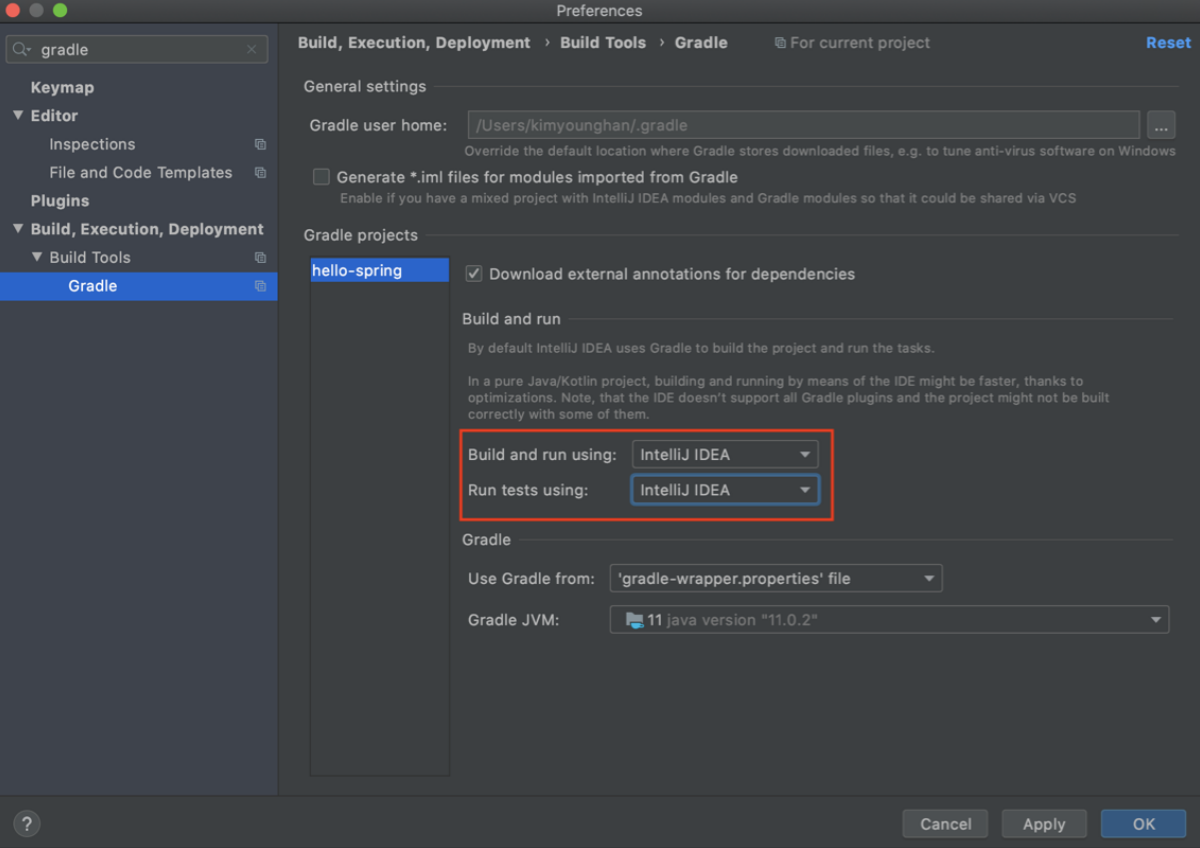 Preferences
gradle
Keymap
Editor
Inspections
File and Code Templates
Plugins
Build, Execution, Deployment
Build Tools
Gradle
Build, Execution, Deployment › Build Tools › Gradle For current project Reset
General settings
Gradle user home: /Users/kimyounghan/.gradle ...
Override the default location where Gradle stores downloaded files, e.g. to tune anti-virus software on Windows
Generate *.iml files for modules imported from Gradle
Enable if you have a mixed project with IntelliJ IDEA modules and Gradle modules so that it could be shared via VCS
Gradle projects
hello-spring
Download external annotations for dependencies
Build and run
By default IntelliJ IDEA uses Gradle to build the project and run the tasks.
In a pure Java/Kotlin project, building and running by means of the IDE might be faster, thanks to
optimizations. Note, that the IDE doesn't support all Gradle plugins and the project might not be built
correctly with some of them.
Build and run using: IntelliJ IDEA
Run tests using: IntelliJ IDEA
Gradle
Use Gradle from: 'gradle-wrapper.properties' file
Gradle JVM: 11 java version "11.0.2"
? Cancel Apply OK